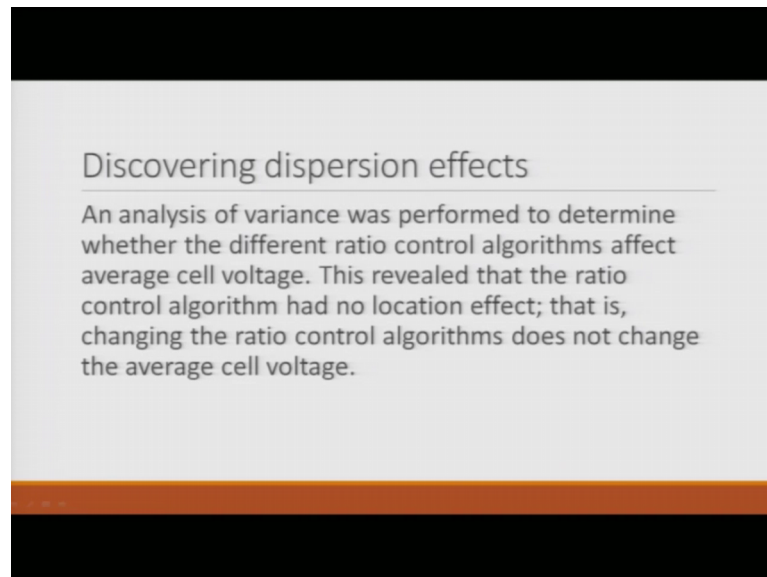 Discovering dispersion effects
An analysis of variance was performed to determine
whether the different ratio control algorithms affect
average cell voltage. This revealed that the ratio
control algorithm had no location effect; that is,
changing the ratio control algorithms does not change
the average cell voltage.